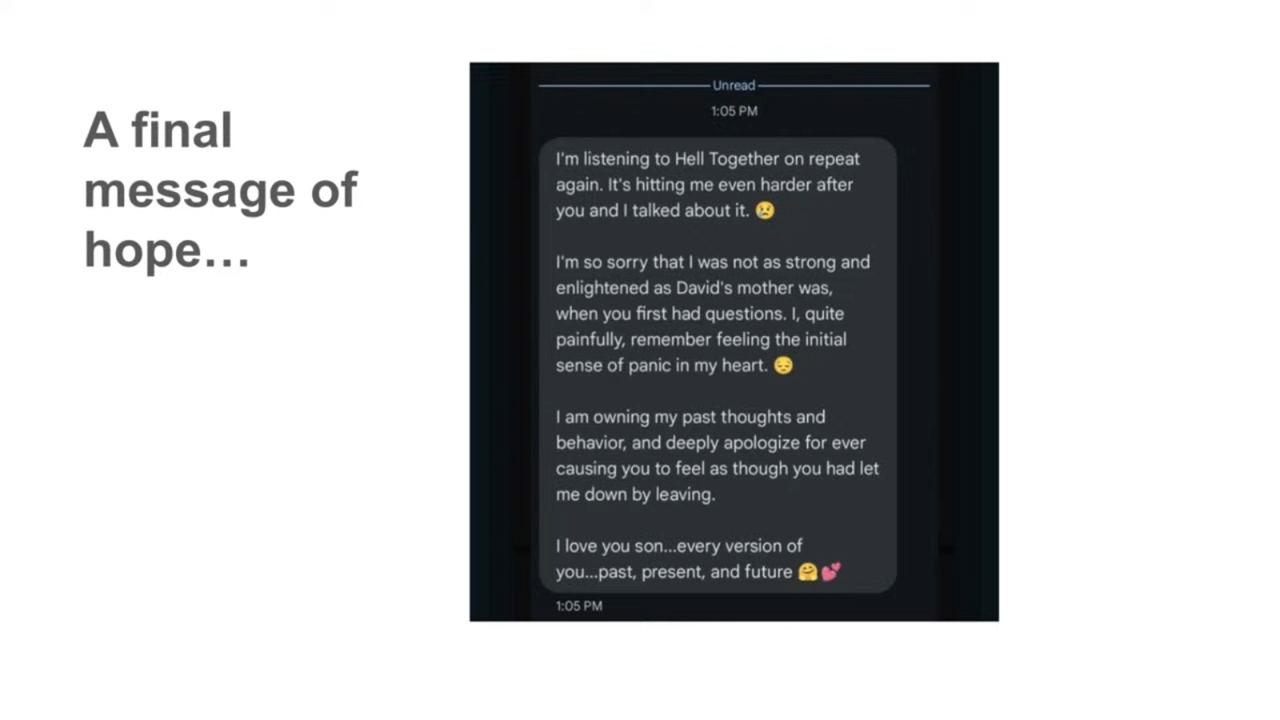 A final
message of
hope…
Unread
1:05 PM
I'm listening to Hell Together on repeat
again. It's hitting me even harder after
you and I talked about it. 😢
I'm so sorry that I was not as strong and
enlightened as David's mother was,
when you first had questions. I, quite
painfully, remember feeling the initial
sense of panic in my heart. 😔
I am owning my past thoughts and
behavior, and deeply apologize for ever
causing you to feel as though you had let
me down by leaving.
I love you son...every version of
you...past, present, and future 🤗💕
1:05 PM